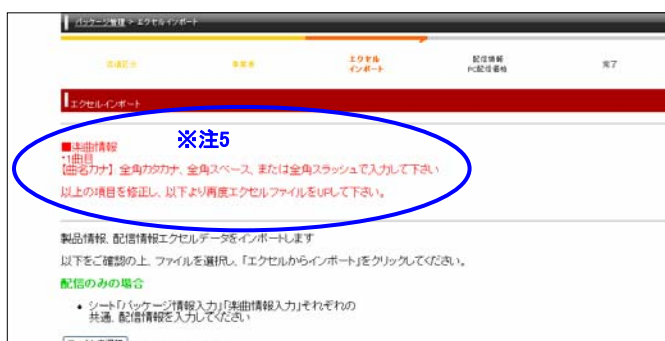 パッケージ管理 > エクセルインポート
エクセル
インポート
配信情報
PC配信価格
完了
エクセルインポート
※注5
■楽曲情報
・1曲目
【曲名カナ】 全角カタカナ、全角スペース、または全角スラッシュで入力して下さい
以上の項目を修正し、以下より再度エクセルファイルをUPして下さい。
製品情報、配信情報エクセルデータをインポートします
以下をご確認の上、ファイルを選択し、「エクセルからインポート」をクリックしてください。
配信のみの場合
• シート「パッケージ情報入力」「楽曲情報入力」それぞれの
共通、配信情報を入力してください